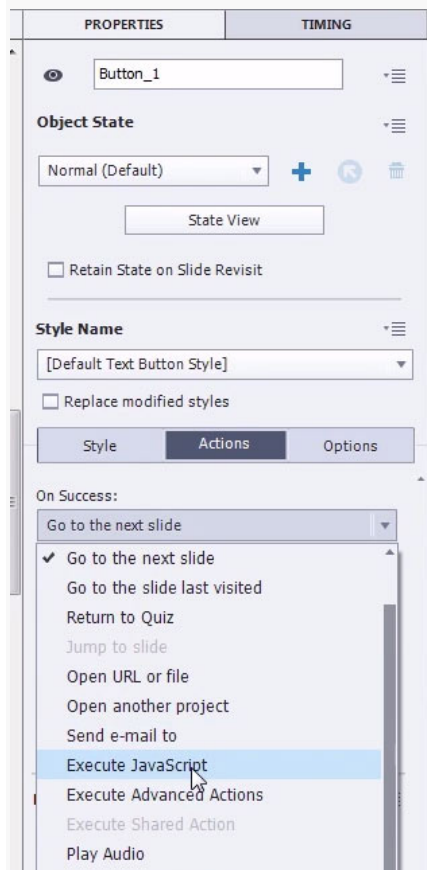 PROPERTIES TIMING
Button_1
Object State
Normal (Default)
State View
Retain State on Slide Revisit
Style Name
[Default Text Button Style]
Replace modified styles
Style Actions Options
On Success:
Go to the next slide
Go to the next slide
Go to the slide last visited
Return to Quiz
Jump to slide
Open URL or file
Open another project
Send e-mail to
Execute JavaScript
Execute Advanced Actions
Execute Shared Action
Play Audio